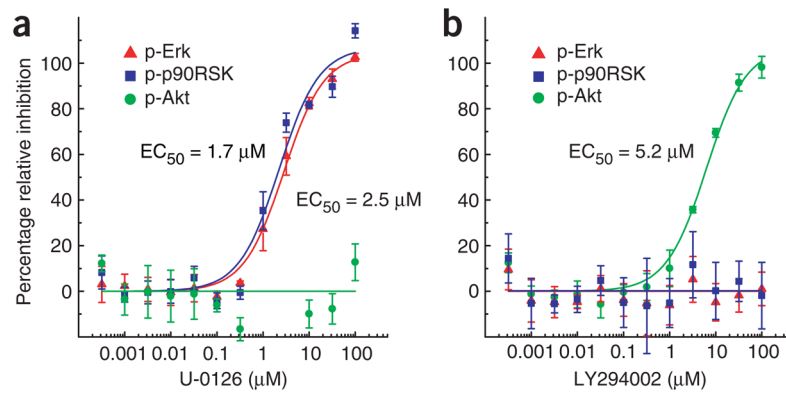 a
p-Erk
p-p90RSK
p-Akt
EC50 = 1.7 μM
EC50 = 2.5 μM
Percentage relative inhibition
100
80
60
40
20
0
0.001 0.01 0.1 1 10 100
U-0126 (μM)
b
p-Erk
p-p90RSK
p-Akt
EC50 = 5.2 μM
100
80
60
40
20
0
0.001 0.01 0.1 1 10 100
LY294002 (μM)